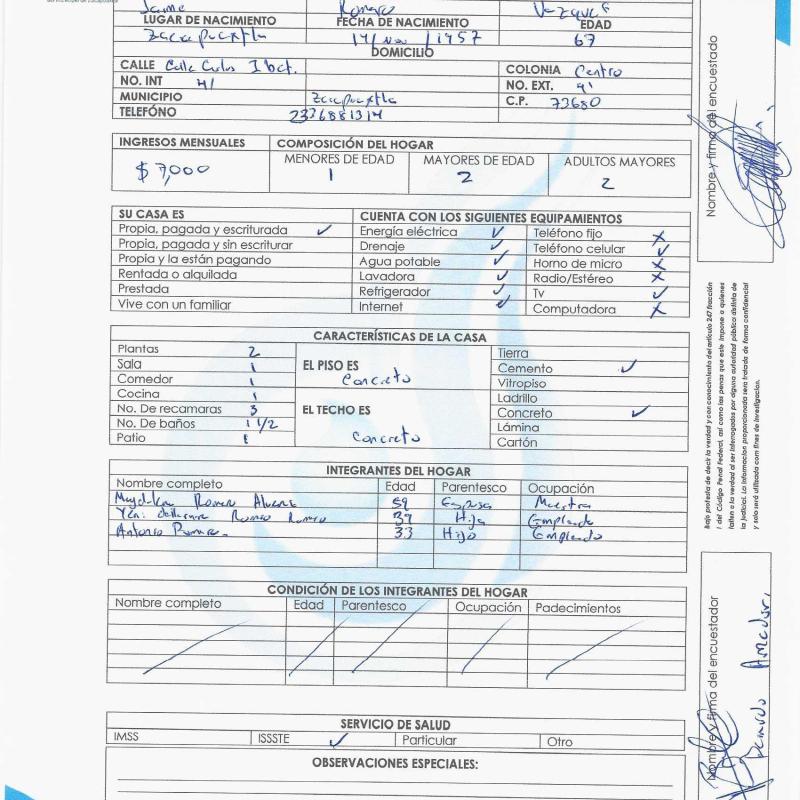 Jaime Romero Vazquez
LUGAR DE NACIMIENTO FECHA DE NACIMIENTO EDAD
Zacapoaxtla 14/Nov/1957 67
DOMICILIO
CALLE Calle Carlos I bct. COLONIA Centro
NO. INT 41 NO. EXT. 41
MUNICIPIO Zacapoaxtla C.P. 73680
TELEFÓNO 2336881314
INGRESOS MENSUALES COMPOSICIÓN DEL HOGAR
MENORES DE EDAD MAYORES DE EDAD ADULTOS MAYORES
$ 7,000 1 2 2
SU CASA ES CUENTA CON LOS SIGUIENTES EQUIPAMIENTOS
Propia, pagada y escriturada ✓ Energía eléctrica ✓ Teléfono fijo X
Propia, pagada y sin escriturar Drenaje ✓ Teléfono celular ✓
Propia y la están pagando Agua potable ✓ Horno de micro X
Rentada o alquilada Lavadora ✓ Radio/Estéreo X
Prestada Refrigerador ✓ Tv ✓
Vive con un familiar Internet ✓ Computadora X
CARACTERÍSTICAS DE LA CASA
Plantas 2 Tierra
Sala 1 EL PISO ES Cemento ✓
Comedor 1 Concreto Vitropiso
Cocina 1 Ladrillo
No. De recamaras 3 EL TECHO ES Concreto ✓
No. De baños 1 1/2 Lámina
Patio 1 Concreto Cartón
INTEGRANTES DEL HOGAR
Nombre completo Edad Parentesco Ocupación
Romero 59 Esposa Maestra
Romero Romero 39 Hija Empleado
Antonio Romero. 33 Hijo Empleado
CONDICIÓN DE LOS INTEGRANTES DEL HOGAR
Nombre completo Edad Parentesco Ocupación Padecimientos
SERVICIO DE SALUD
IMSS ISSSTE ✓ Particular Otro
OBSERVACIONES ESPECIALES:
Nombre y firma del encuestado
Bajo protesta de decir la verdad y con conocimiento del artículo 247 fracción
I del Código Penal Federal, así como las penas que este impone a quienes
falten a la verdad al ser interrogados por alguna autoridad pública distinta de
la judicial. La información proporcionada será tratada de forma confidencial
y solo será utilizada con fines de investigación.
Nombre y firma del encuestador
Amador.